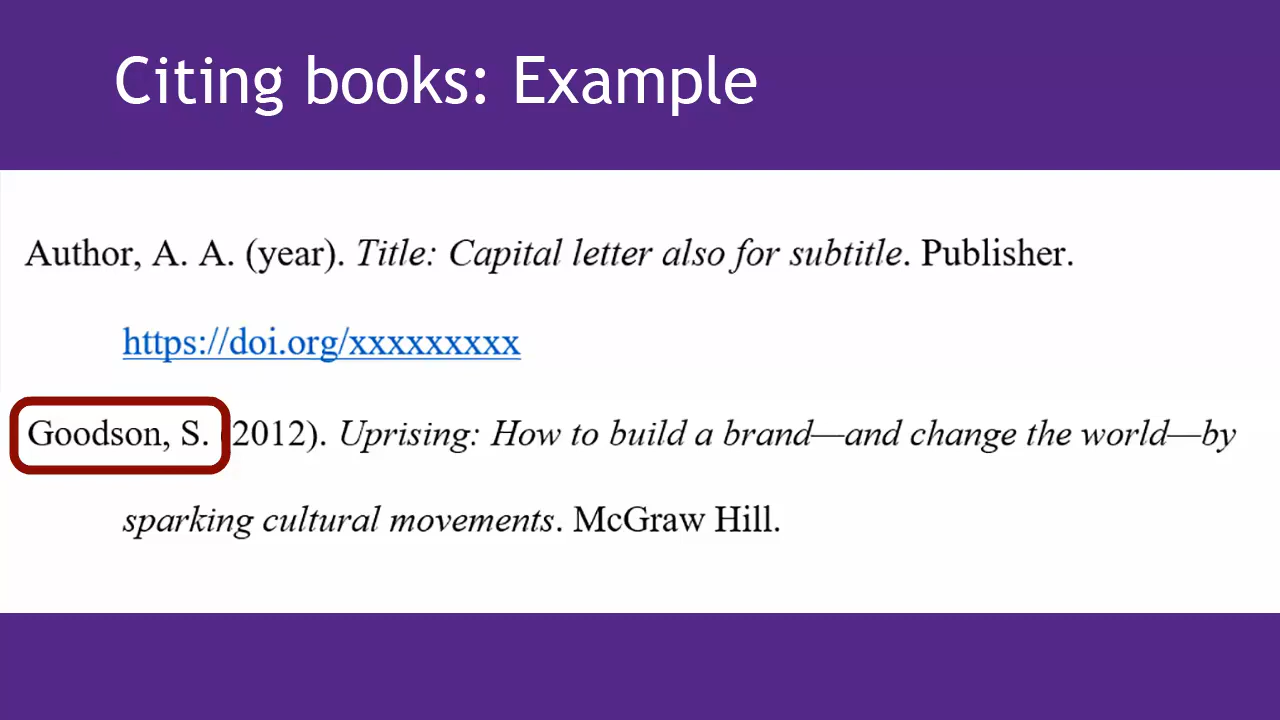 Citing books: Example
Author, A. A. (year). Title: Capital letter also for subtitle. Publisher.
https://doi.org/xxxxxxxxx
Goodson, S. (2012). Uprising: How to build a brand—and change the world—by
sparking cultural movements. McGraw Hill.